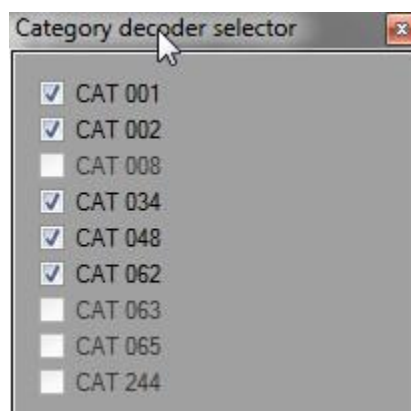 Category decoder selector
CAT 001
CAT 002
CAT 008
CAT 034
CAT 048
CAT 062
CAT 063
CAT 065
CAT 244